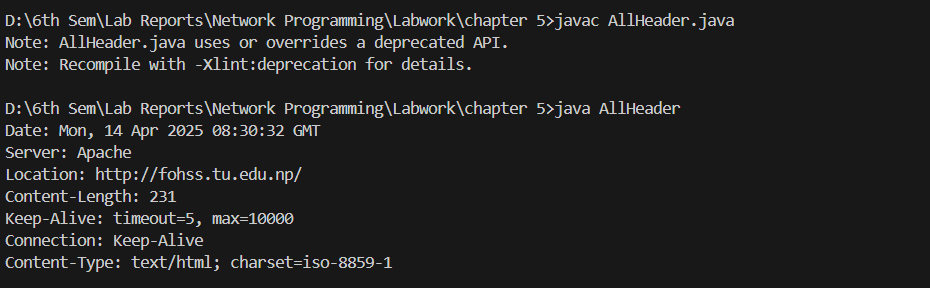 D:\6th Sem\Lab Reports\Network Programming\Labwork\chapter 5>javac AllHeader.java
Note: AllHeader.java uses or overrides a deprecated API.
Note: Recompile with -Xlint:deprecation for details.
D:\6th Sem\Lab Reports\Network Programming\Labwork\chapter 5>java AllHeader
Date: Mon, 14 Apr 2025 08:30:32 GMT
Server: Apache
Location: http://fohss.tu.edu.np/
Content-Length: 231
Keep-Alive: timeout=5, max=10000
Connection: Keep-Alive
Content-Type: text/html; charset=iso-8859-1